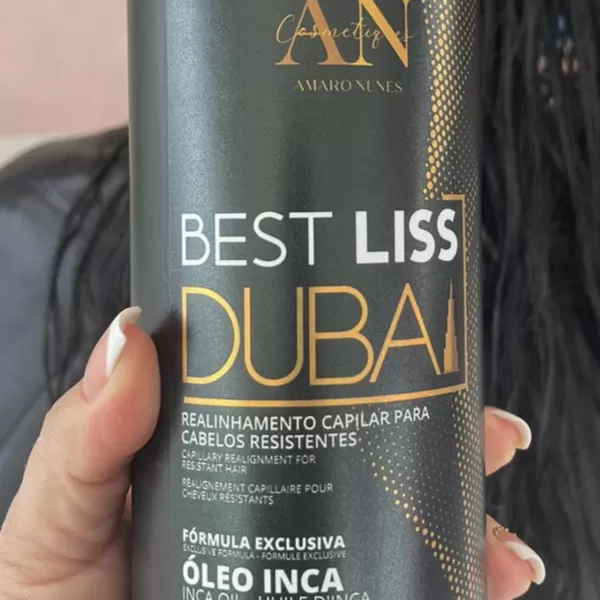 AN
Cosmetiques
AMARO NUNES
BEST LISS
DUBAI
REALINHAMENTO CAPILAR PARA
CABELOS RESISTENTES
CAPILLARY REALIGNMENT FOR
RESISTANT HAIR
RÉALIGNEMENT CAPILLAIRE POUR
CHEVEUX RÉSISTANTS
FÓRMULA EXCLUSIVA
EXCLUSIVE FORMULA - FORMULE EXCLUSIVE
ÓLEO INCA
INCA OIL - HUILE D'INCA